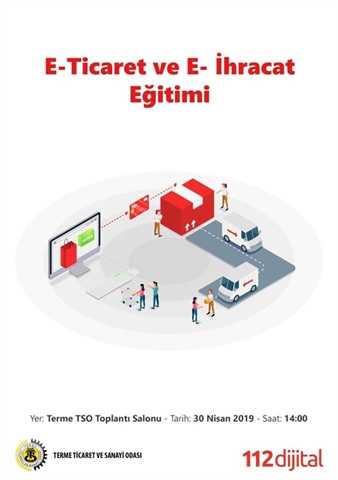 E-Ticaret ve E- İhracat
Eğitimi
Yer: Terme TSO Toplantı Salonu - Tarih: 30 Nisan 2019 - Saat: 14:00
TERME TİCARET VE SANAYİ ODASI
112dijital